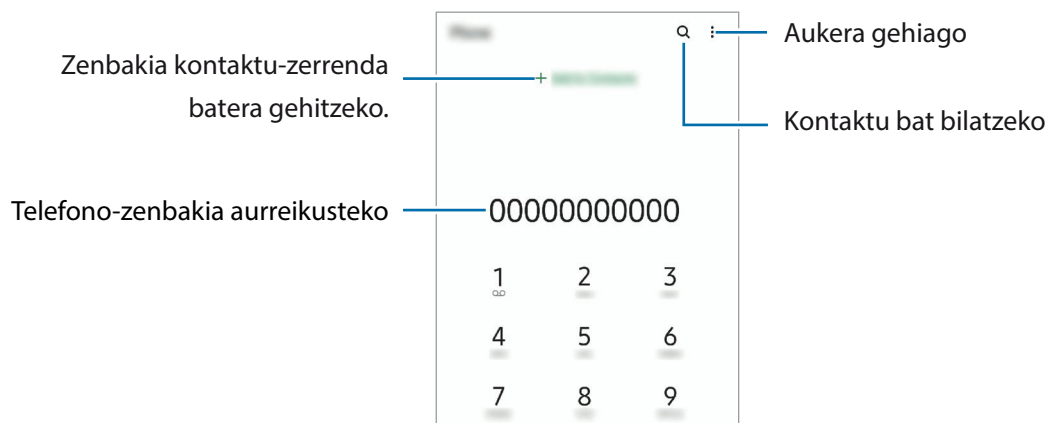 Aukera gehiago
Zenbakia kontaktu-zerrenda
batera gehitzeko.
+
Kontaktu bat bilatzeko
Telefono-zenbakia aurreikusteko
00000000000
1 2 3
4 5 6
7 8 9